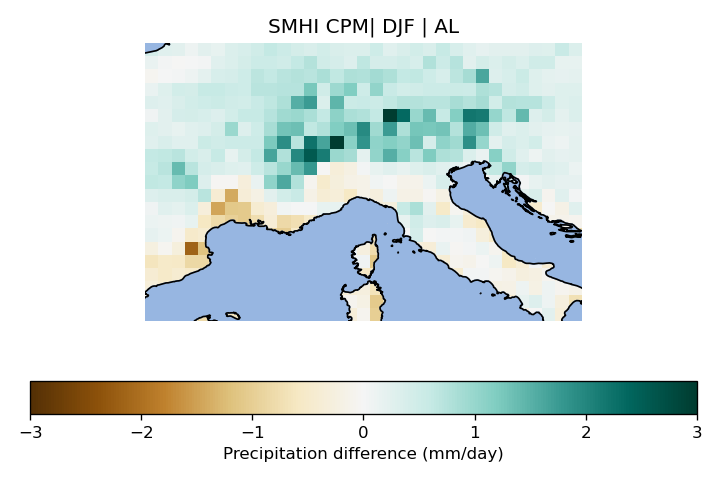 SMHI CPM| DJF | AL
−3 −2 −1 0 1 2 3
Precipitation difference (mm/day)